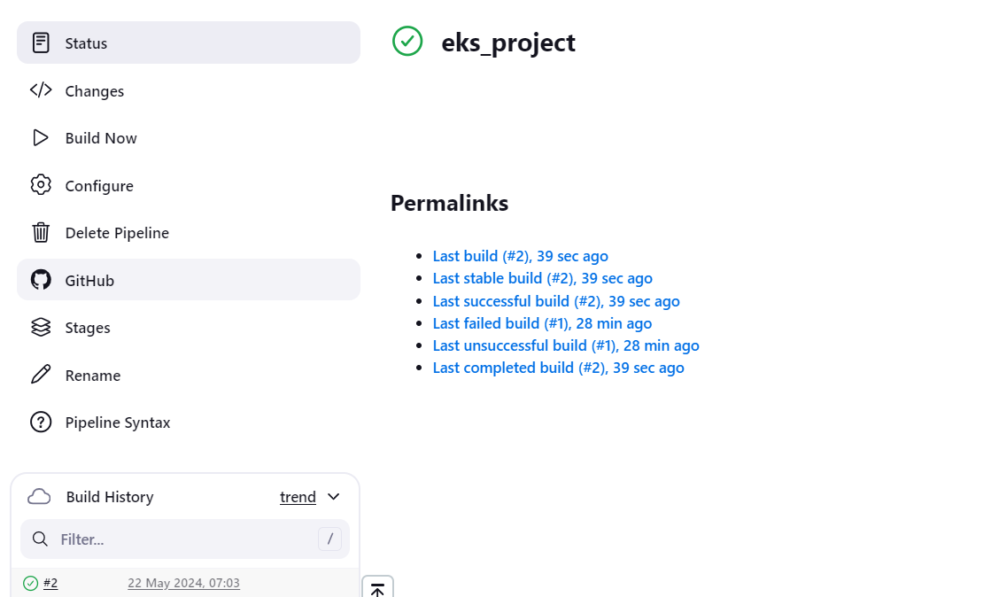 Status
Changes
Build Now
Configure
Delete Pipeline
GitHub
Stages
Rename
Pipeline Syntax
Build History
trend
Filter...
/
#2
22 May 2024, 07:03
eks_project
Permalinks
Last build (#2), 39 sec ago
Last stable build (#2), 39 sec ago
Last successful build (#2), 39 sec ago
Last failed build (#1), 28 min ago
Last unsuccessful build (#1), 28 min ago
Last completed build (#2), 39 sec ago